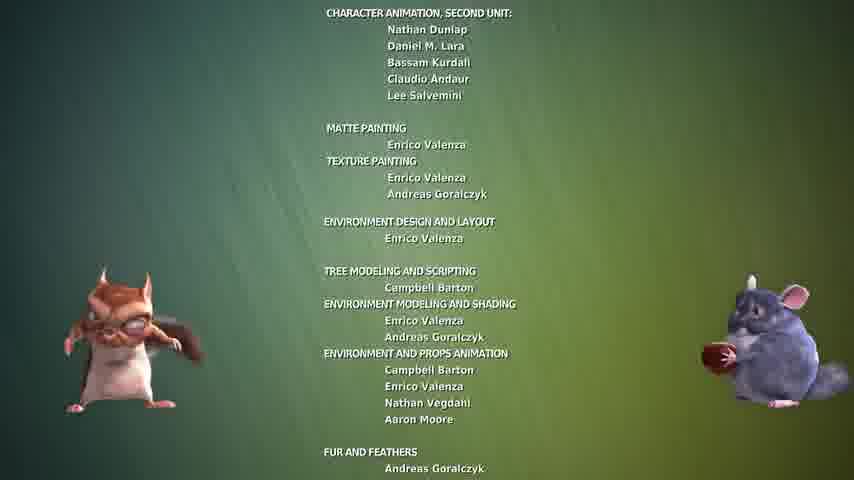 CHARACTER ANIMATION, SECOND UNIT:
Nathan Dunlap
Daniel M. Lara
Bassam Kurdali
Claudio Andaur
Lee Salvemini
MATTE PAINTING
Enrico Valenza
TEXTURE PAINTING
Enrico Valenza
Andreas Goralczyk
ENVIRONMENT DESIGN AND LAYOUT
Enrico Valenza
TREE MODELING AND SCRIPTING
Campbell Barton
ENVIRONMENT MODELING AND SHADING
Enrico Valenza
Andreas Goralczyk
ENVIRONMENT AND PROPS ANIMATION
Campbell Barton
Enrico Valenza
Nathan Vegdahl
Aaron Moore
FUR AND FEATHERS
Andreas Goralczyk